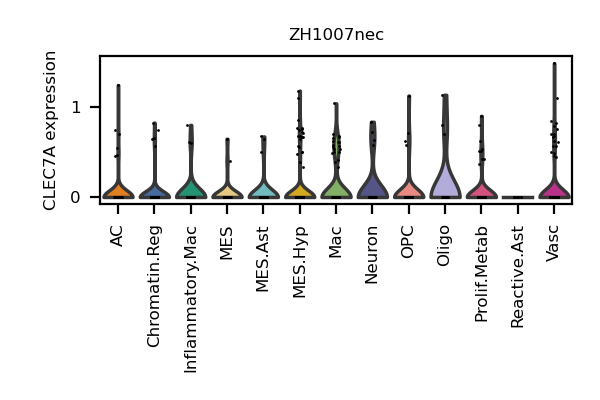 ZH1007nec
CLEC7A expression
1
0
AC
Chromatin.Reg
Inflammatory.Mac
MES
MES.Ast
MES.Hyp
Mac
Neuron
OPC
Oligo
Prolif.Metab
Reactive.Ast
Vasc